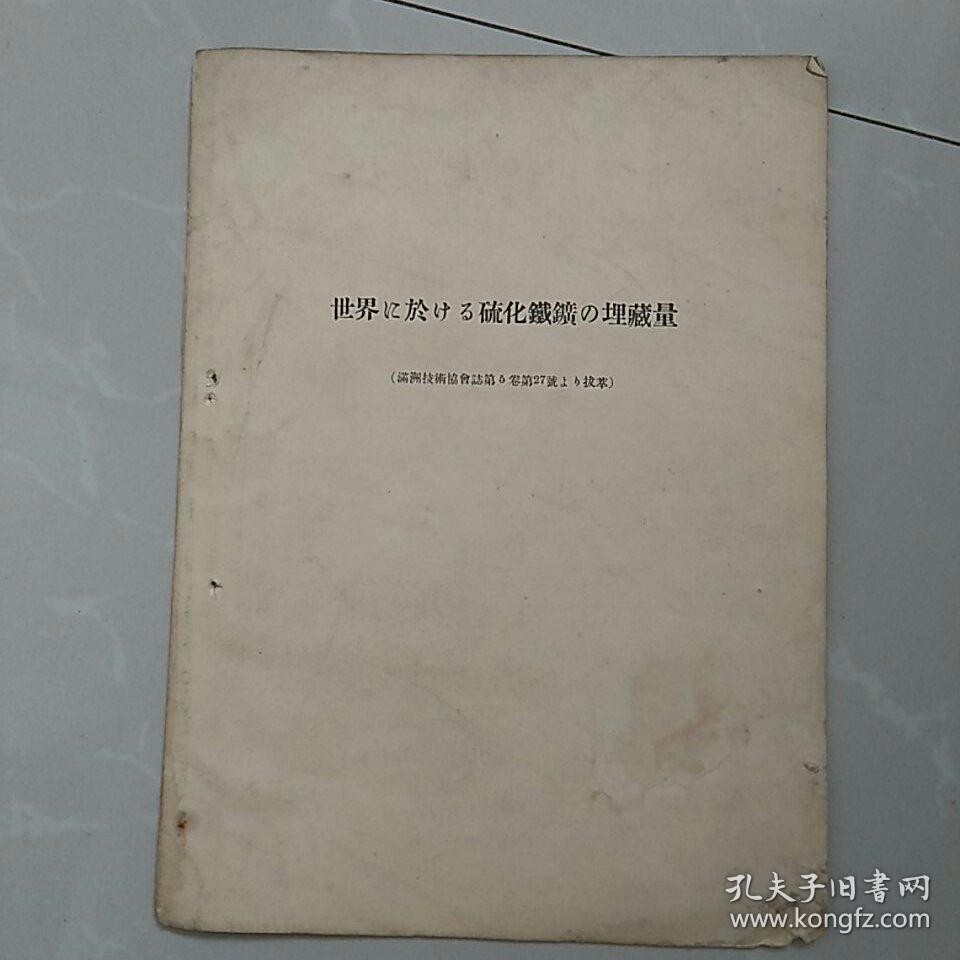 世界に於ける硫化鐵鑛の埋藏量
(滿洲技術協會誌第5卷第27號より拔萃)
孔夫子旧书网
www.kongfz.com